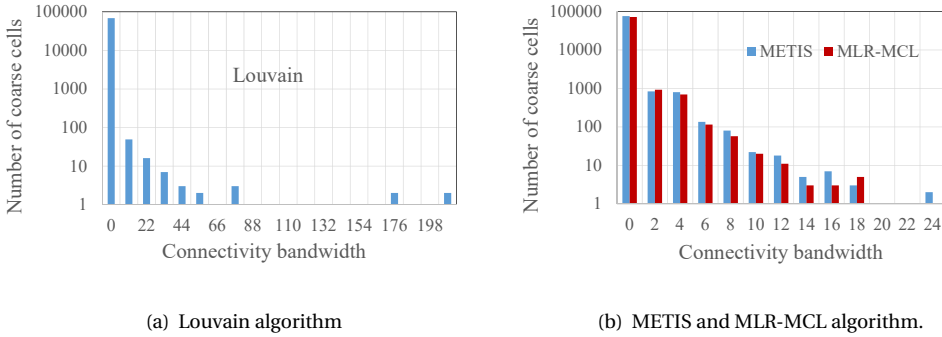 100000
10000
1000
100
10
1
Number of coarse cells
Louvain
0 22 44 66 88 110 132 154 176 198
Connectivity bandwidth
(a) Louvain algorithm
100000
10000
1000
100
10
1
Number of coarse cells
METIS MLR-MCL
0 2 4 6 8 10 12 14 16 18 20 22 24
Connectivity bandwidth
(b) METIS and MLR-MCL algorithm.